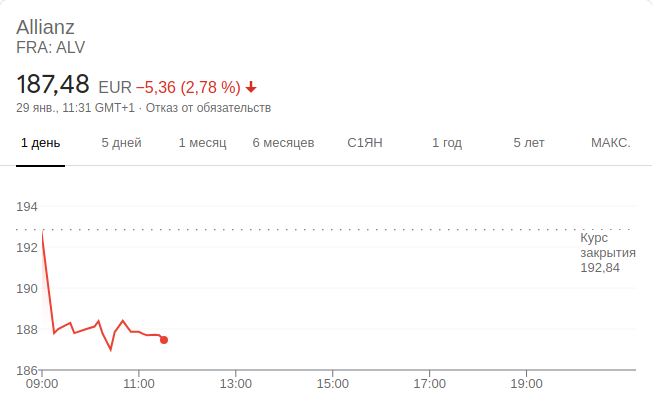 Allianz
FRA: ALV
187,48 EUR −5,36 (2,78 %)
29 янв., 11:31 GMT+1 · Отказ от обязательств
1 день 5 дней 1 месяц 6 месяцев С1ЯН 1 год 5 лет МАКС.
194
Курс
192
закрытия
192,84
190
188
186
09:00 11:00 13:00 15:00 17:00 19:00